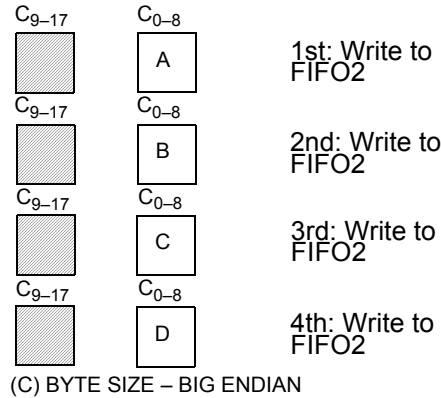 C9–17 C0–8
A 1st: Write to
FIFO2
C9–17 C0–8
B 2nd: Write to
FIFO2
C9–17 C0–8
C 3rd: Write to
FIFO2
C9–17 C0–8
D 4th: Write to
FIFO2
(C) BYTE SIZE – BIG ENDIAN